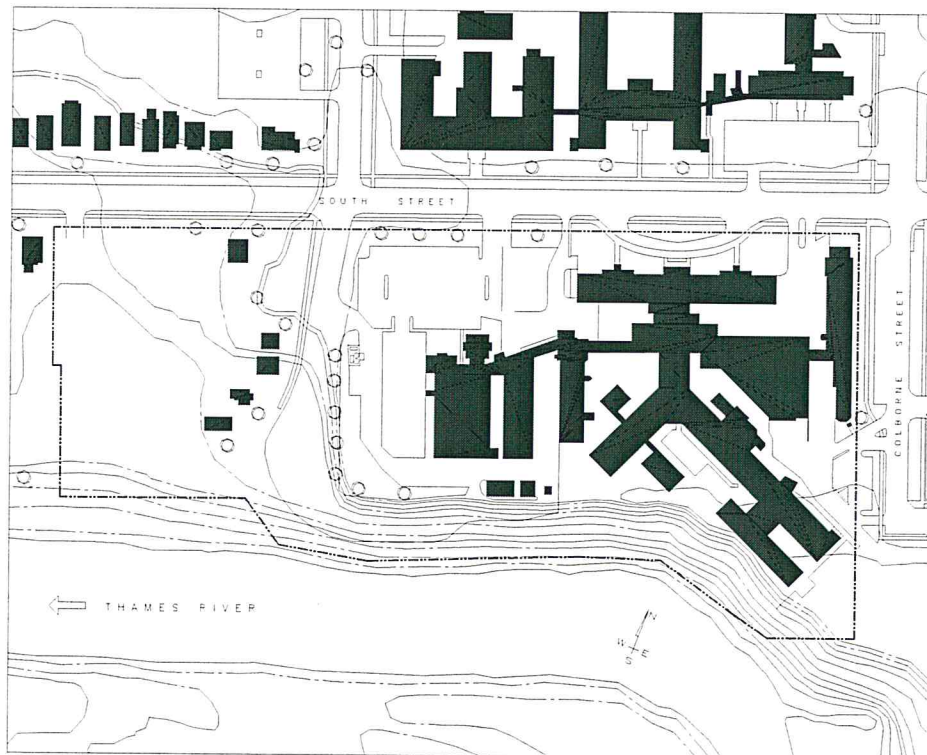 SOUTH STREET
COLBORNE STREET
THAMES RIVER
N
W E
S